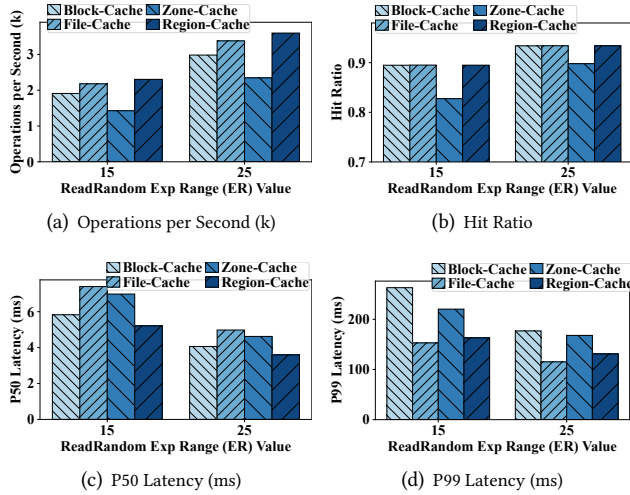 Block-Cache Zone-Cache
File-Cache Region-Cache
Operations per Second (k)
3
2
1
0
15 25
ReadRandom Exp Range (ER) Value
(a) Operations per Second (k)
Block-Cache Zone-Cache
File-Cache Region-Cache
Hit Ratio
0.9
0.8
0.7
15 25
ReadRandom Exp Range (ER) Value
(b) Hit Ratio
Block-Cache Zone-Cache
File-Cache Region-Cache
P50 Latency (ms)
6
4
2
0
15 25
ReadRandom Exp Range (ER) Value
(c) P50 Latency (ms)
Block-Cache Zone-Cache
File-Cache Region-Cache
P99 Latency (ms)
200
100
0
15 25
ReadRandom Exp Range (ER) Value
(d) P99 Latency (ms)